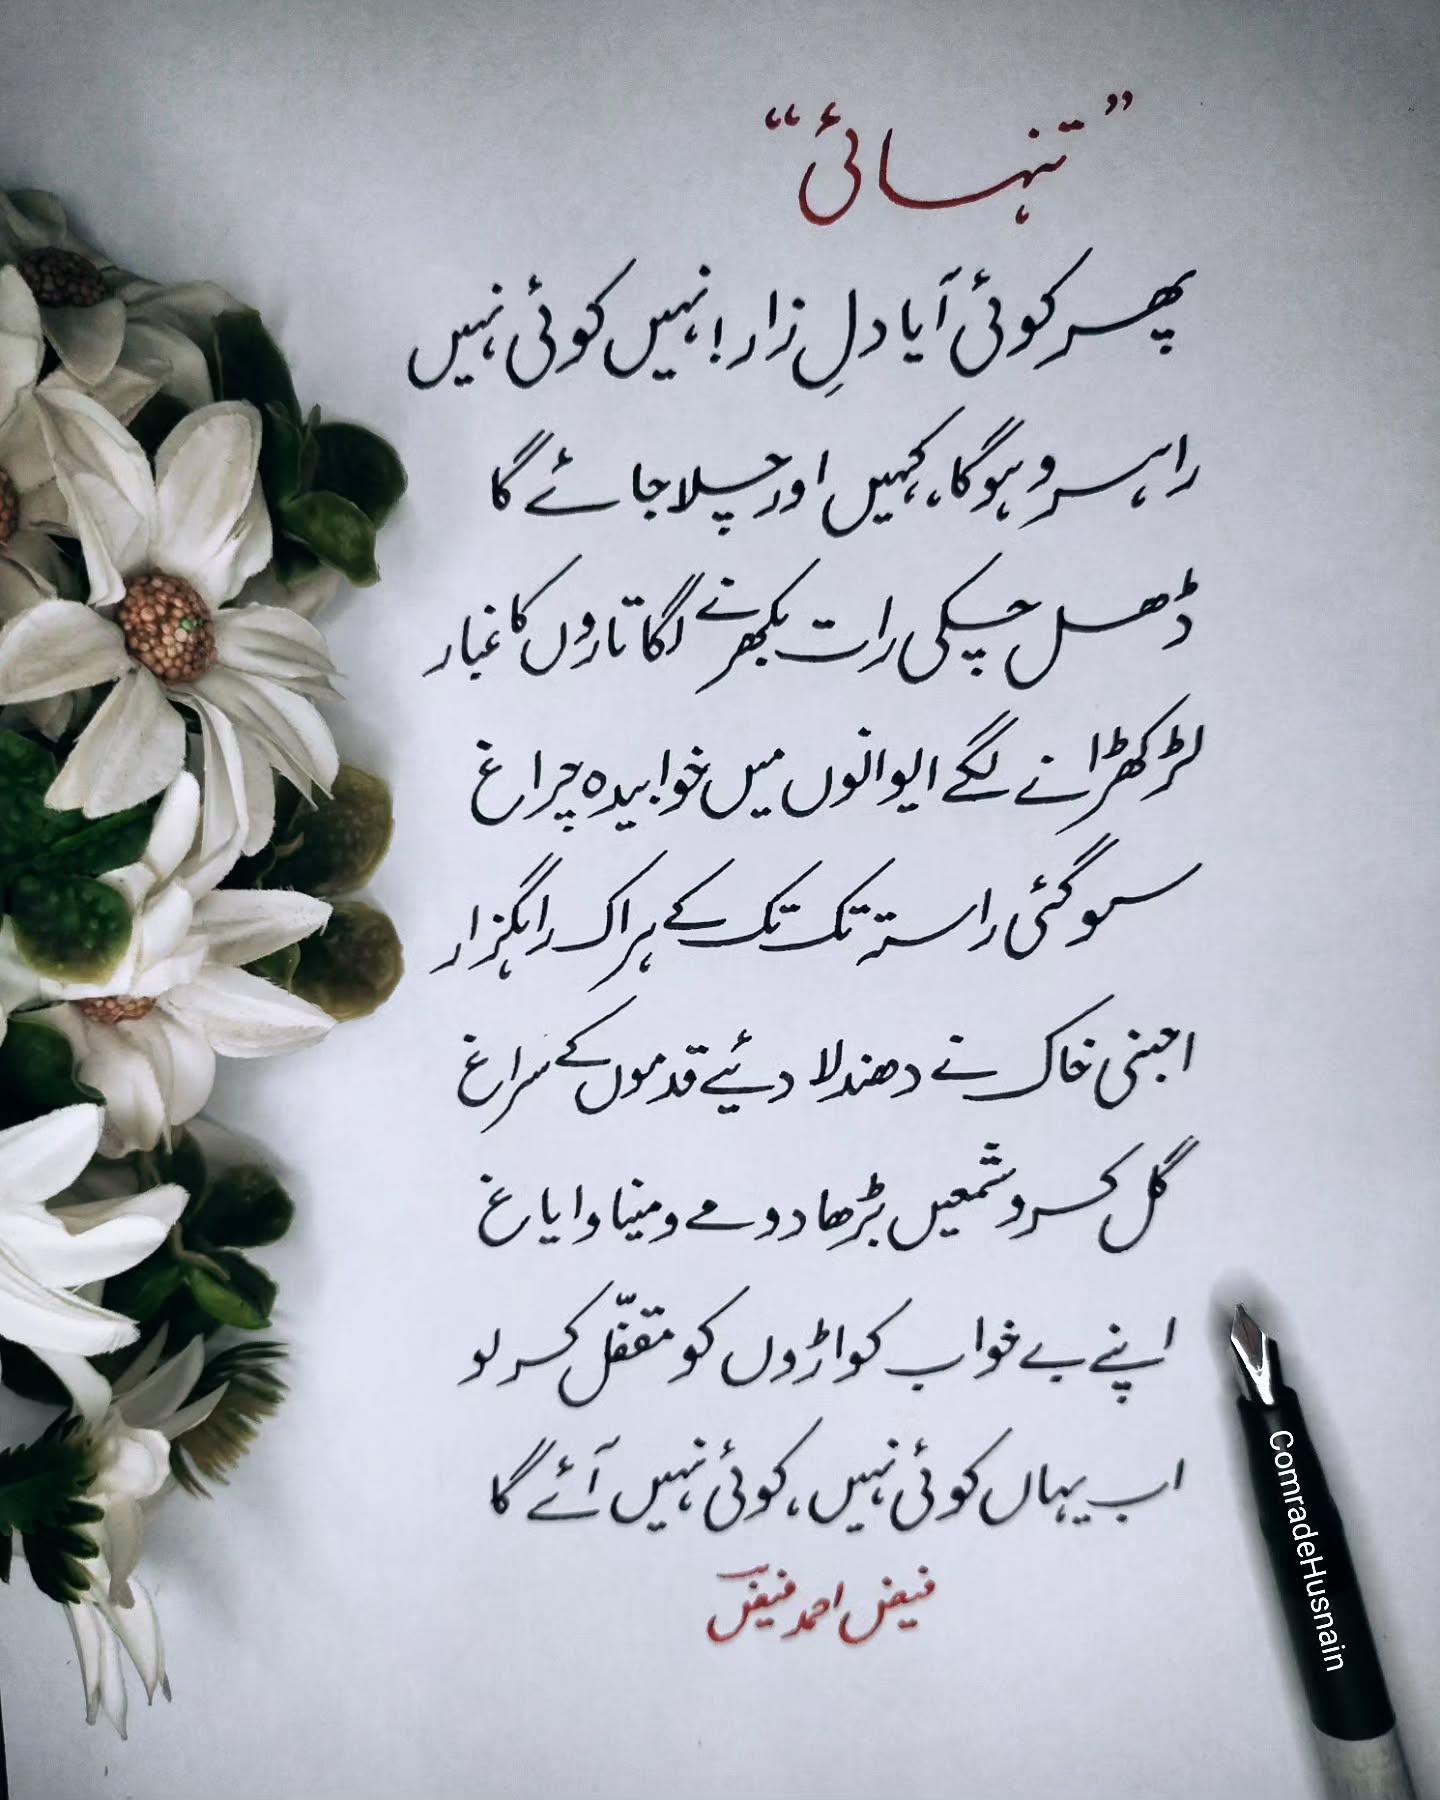 ”تنہائی“
پھر کوئی آیا دلِ زار! نہیں کوئی نہیں
راہرو ہوگا، کہیں اور چلا جائے گا
ڈھل چکی رات بکھرنے لگا تاروں کا غبار
لڑکھڑانے لگے ایوانوں میں خوابیدہ چراغ
سو گئی راستہ تک تک کے ہر اک راہگزار
اجنبی خاک نے دھندلا دئیے قدموں کے سراغ
گل کرو شمعیں بڑھا دو مے و مینا و ایاغ
اپنے بے خواب کواڑوں کو مقفّل کر لو
اب یہاں کوئی نہیں، کوئی نہیں آئے گا
فیض احمد فیضؔ
ComradeHusnain